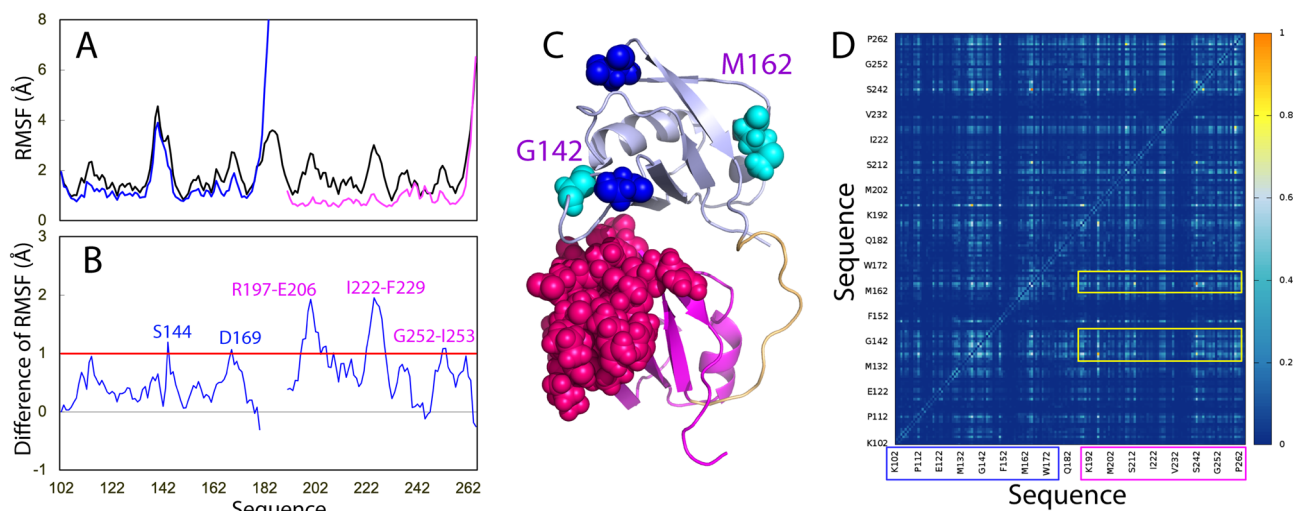 A
RMSF (Å)
8
6
4
2
0
B
Difference of RMSF (Å)
3
2
1
0
-1
R197-E206
I222-F229
S144
D169
G252-I253
102 122 142 162 182 202 222 242 262
Sequence
C
M162
G142
D
Sequence
P262
G252
S242
V232
I222
S212
M202
K192
Q182
W172
M162
F152
G142
M132
E122
P112
K102
K102 P112 E122 M132 G142 F152 M162 W172 Q182 K192 M202 S212 I222 V232 S242 G252 P262
Sequence
1
0.8
0.6
0.4
0.2
0